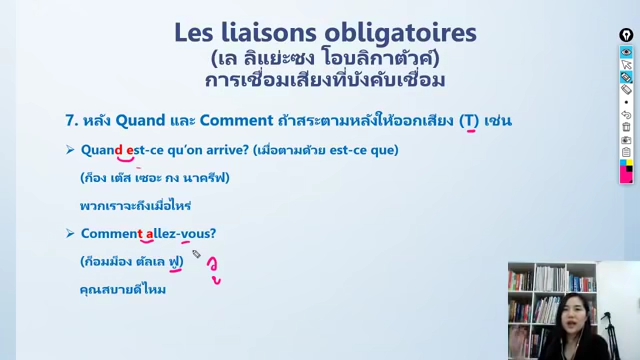 Les liaisons obligatoires
(เล ลิแย่ะซง โอบลิกาตัวค์)
การเชื่อมเสียงที่บังคับเชื่อม
7. หลัง Quand และ Comment ถ้าสระตามหลังให้ออกเสียง (T) เช่น
Quand est-ce qu'on arrive? (เมื่อตามด้วย est-ce que)
(ก็อง เต๊ส เซอะ กง นาครีฟ)
พวกเราจะถึงเมื่อไหร่
Comment allez-vous?
(ก็อมม็อง ตัลเล ฟู)
วู
คุณสบายดีไหม